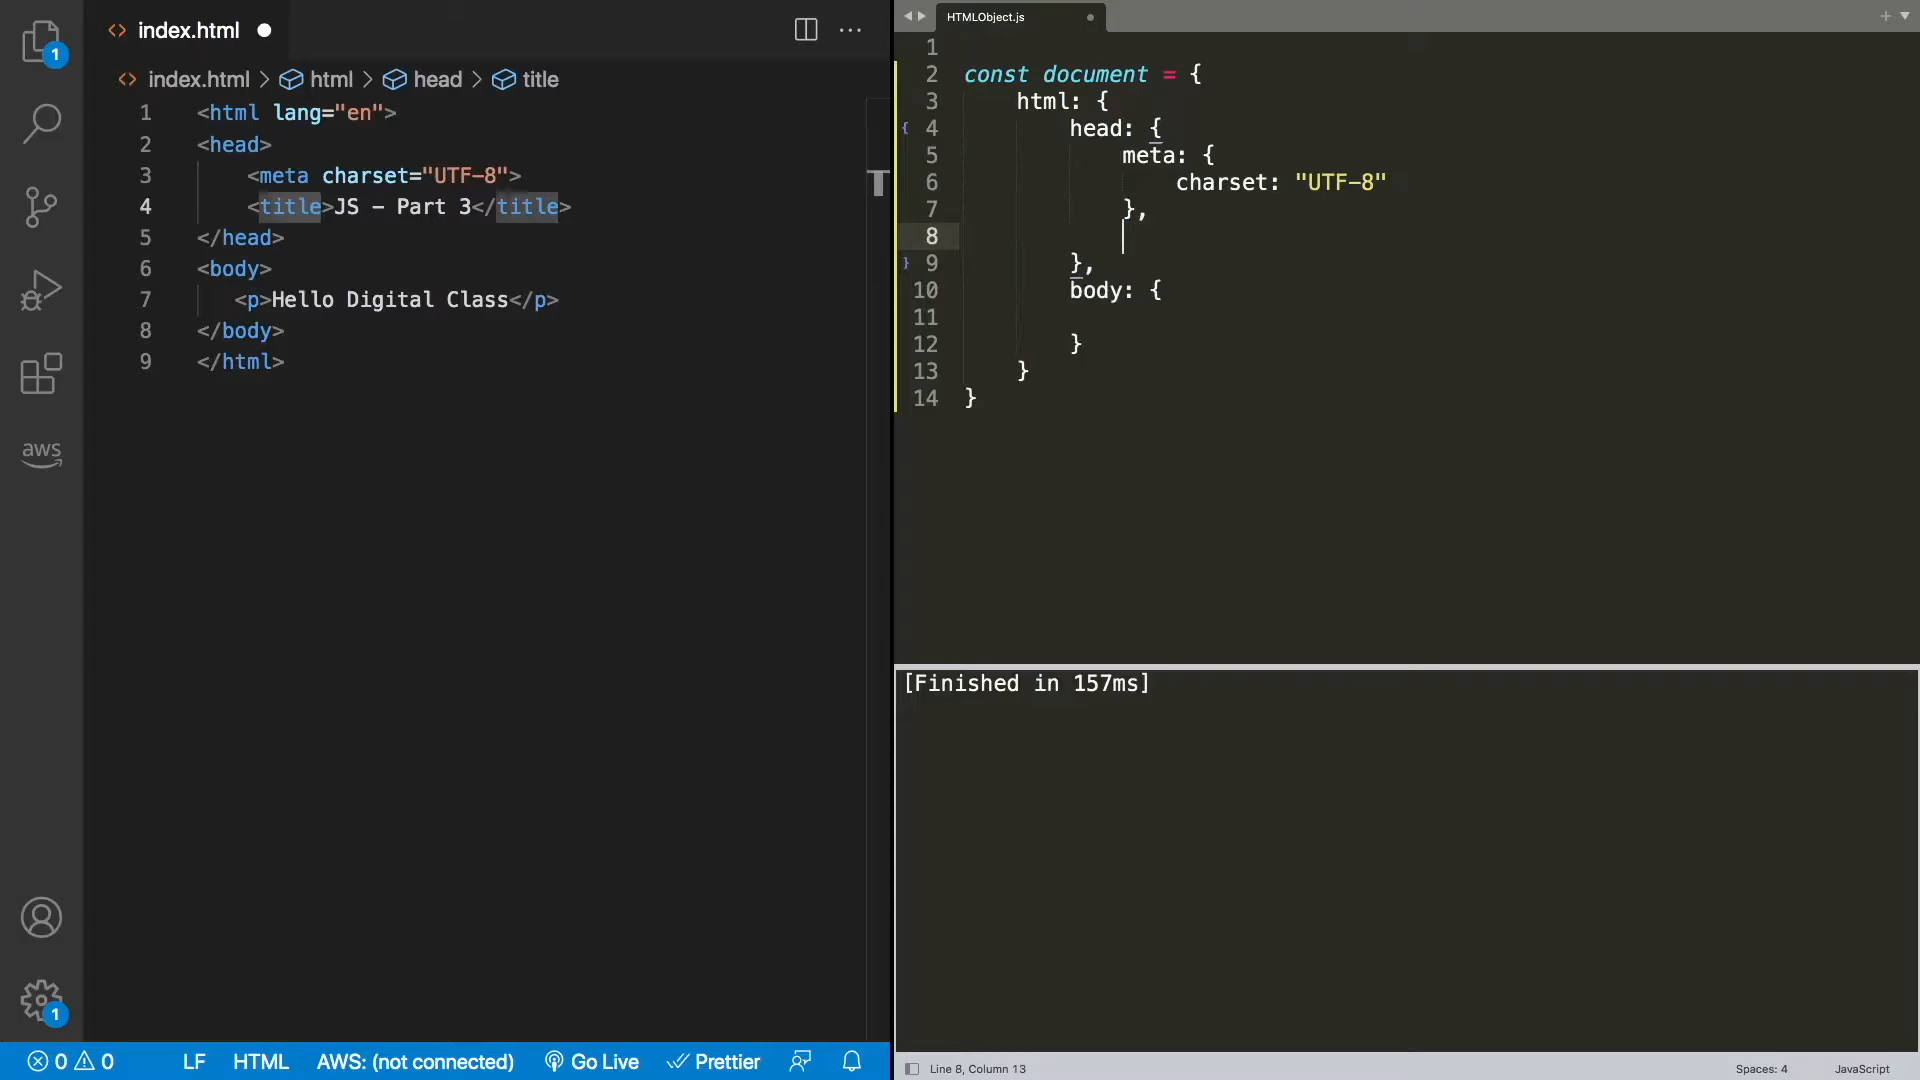 1
index.html
index.html > html > head > title
1 <html lang="en">
2 <head>
3 <meta charset="UTF-8">
4 <title>JS - Part 3</title>
5 </head>
6 <body>
7 <p>Hello Digital Class</p>
8 </body>
9 </html>
aws
1
0 0 LF HTML AWS: (not connected) Go Live Prettier
HTMLObject.js
1
2 const document = {
3 html: {
4 head: {
5 meta: {
6 charset: "UTF-8"
7 },
8
9 },
10 body: {
11
12 }
13 }
14 }
[Finished in 157ms]
Line 8, Column 13 Spaces: 4 JavaScript